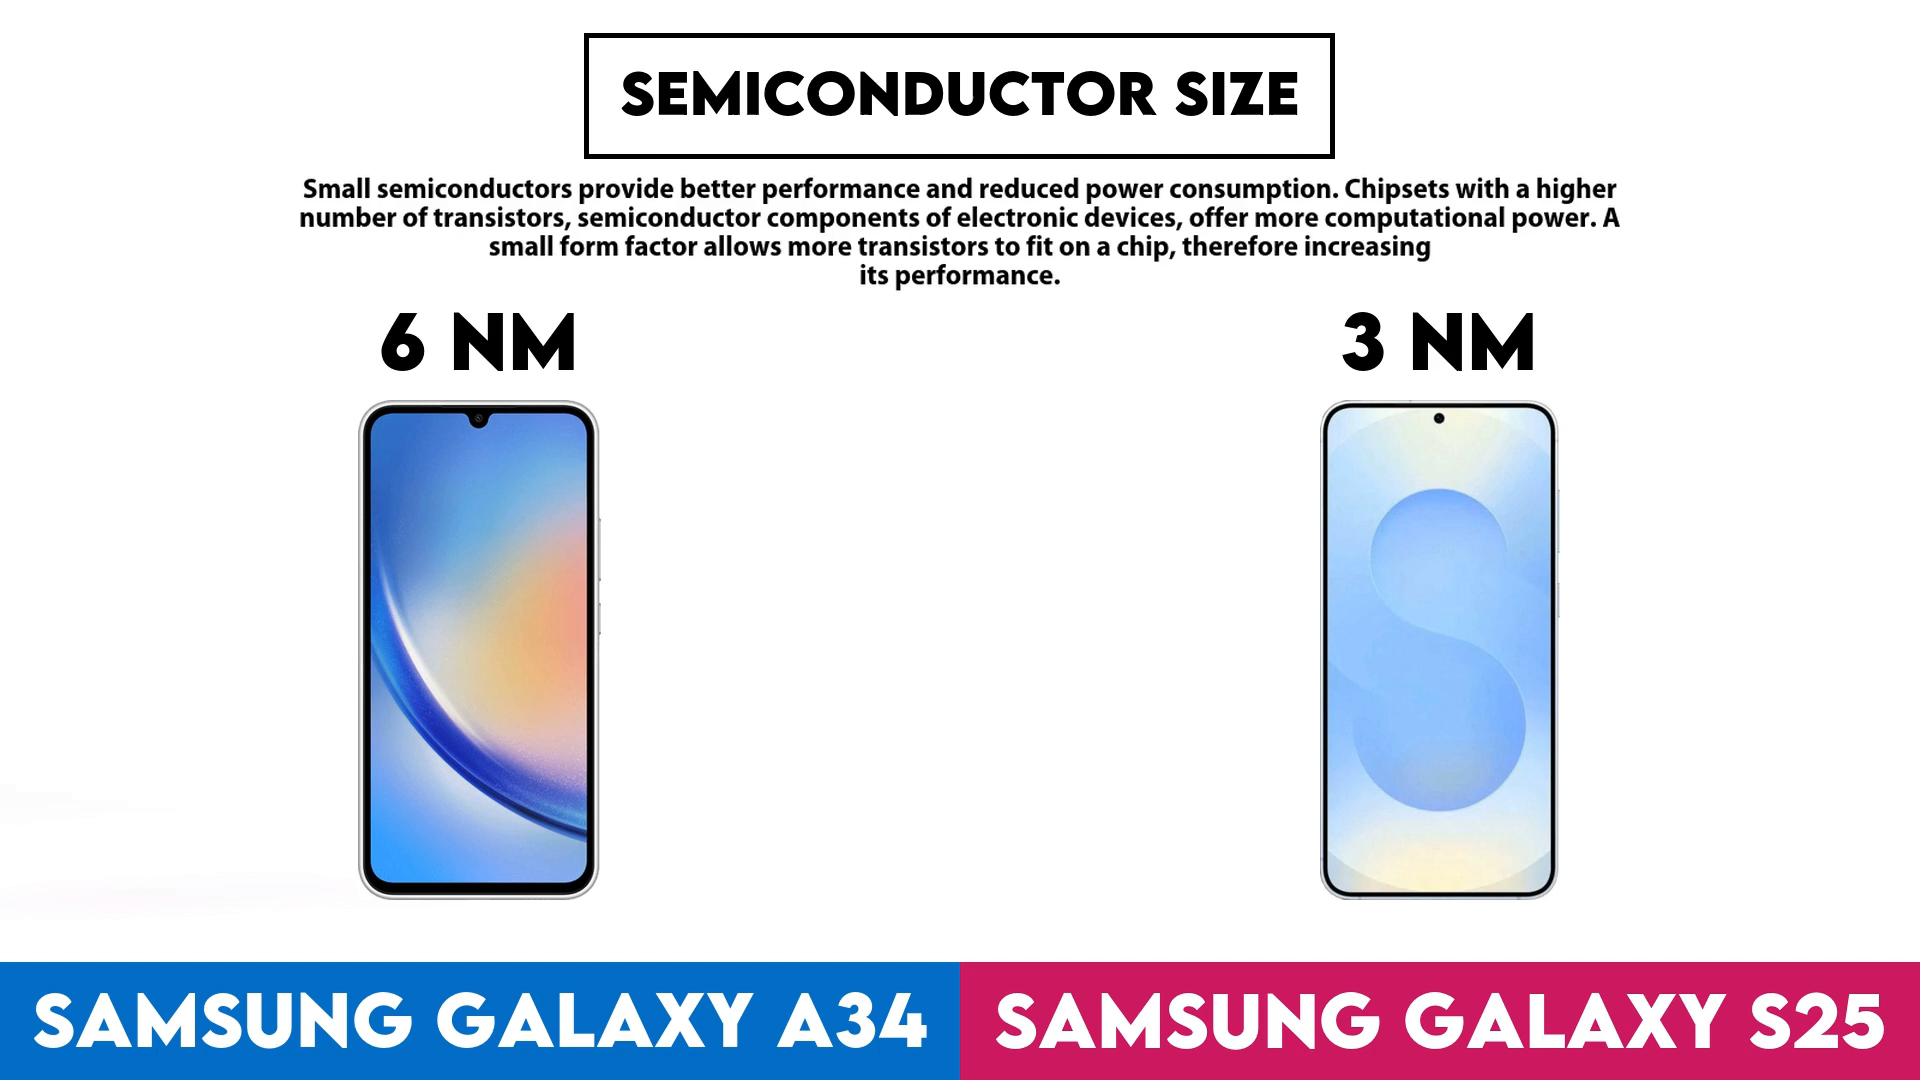 SEMICONDUCTOR SIZE
Small semiconductors provide better performance and reduced power consumption. Chipsets with a higher
number of transistors, semiconductor components of electronic devices, offer more computational power. A
small form factor allows more transistors to fit on a chip, therefore increasing
its performance.
6 NM
3 NM
SAMSUNG GALAXY A34
SAMSUNG GALAXY S25